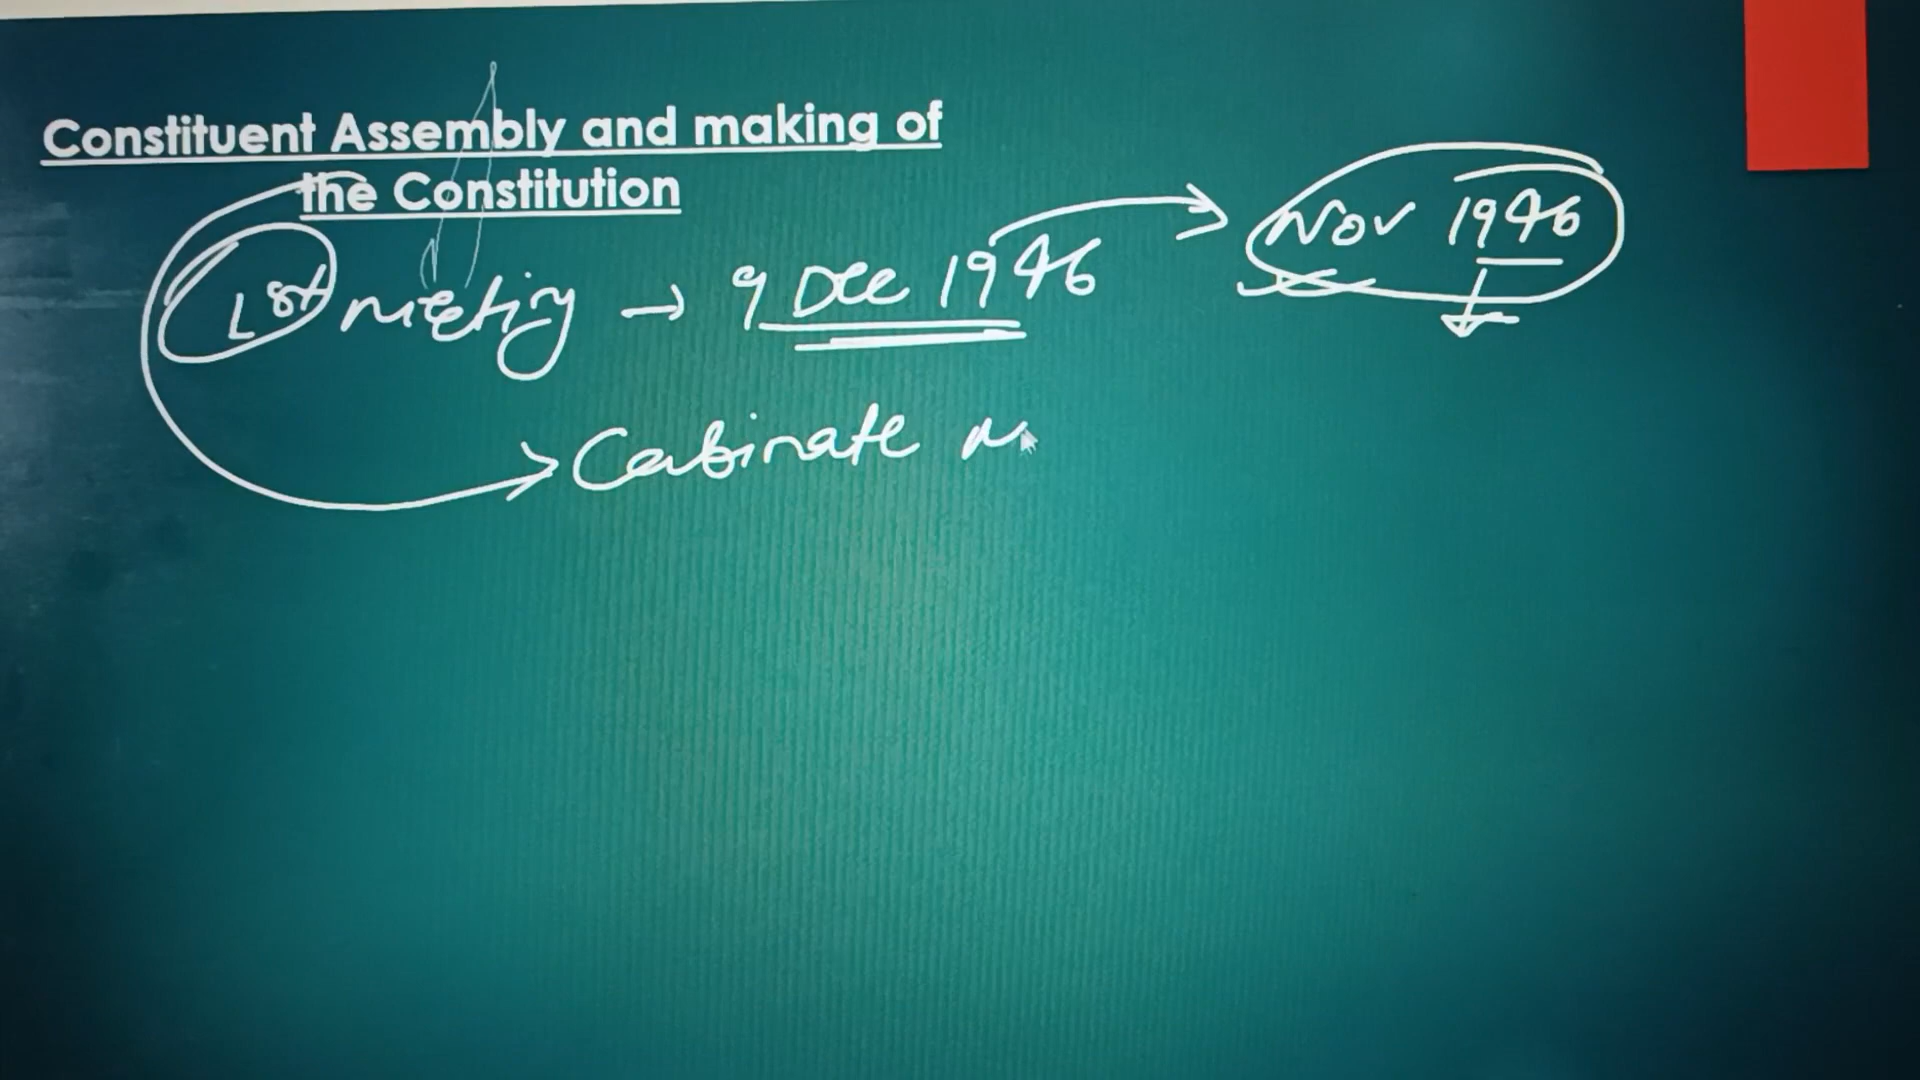 Constituent Assembly and making of
the Constitution
1st meeting → 9 Dec 1946 → Nov 1946
→ Cabinate